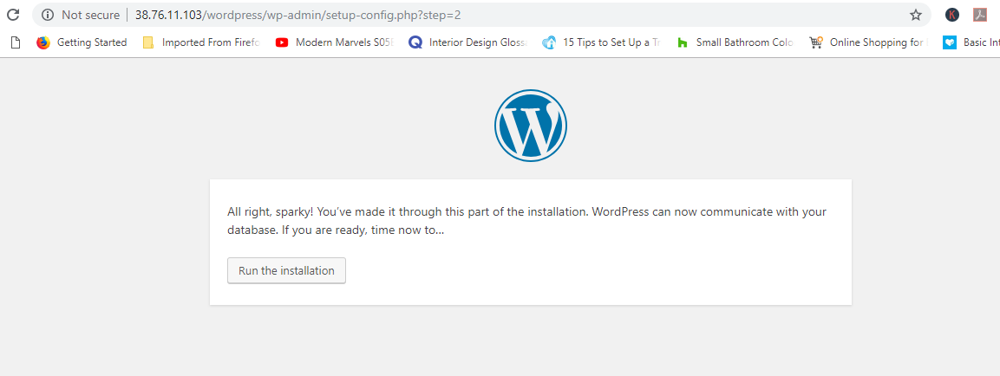 Not secure | 38.76.11.103/wordpress/wp-admin/setup-config.php?step=2
Getting Started Imported From Firefo Modern Marvels S05E Interior Design Gloss 15 Tips to Set Up a Tr Small Bathroom Colo Online Shopping for Basic Int
All right, sparky! You've made it through this part of the installation. WordPress can now communicate with your
database. If you are ready, time now to…
Run the installation